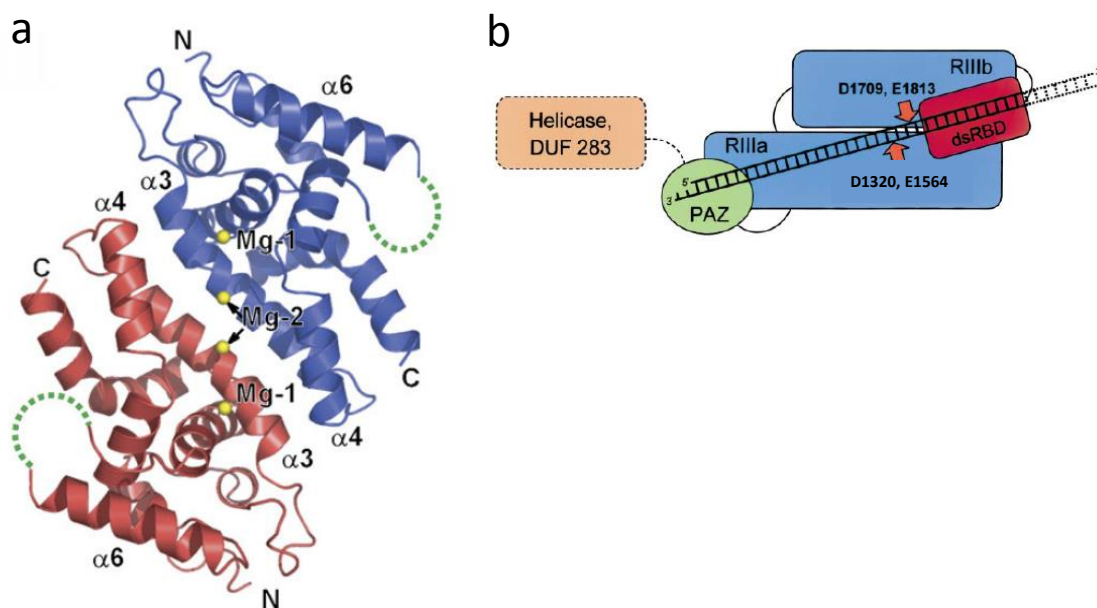 a
N
α6
α3
Mg-1
α4
C
Mg-2
C
Mg-1
α4
α3
α6
N
b
RIIIb
D1709, E1813
Helicase,
DUF 283
dsRBD
RIIIa
D1320, E1564
5'
3'
PAZ